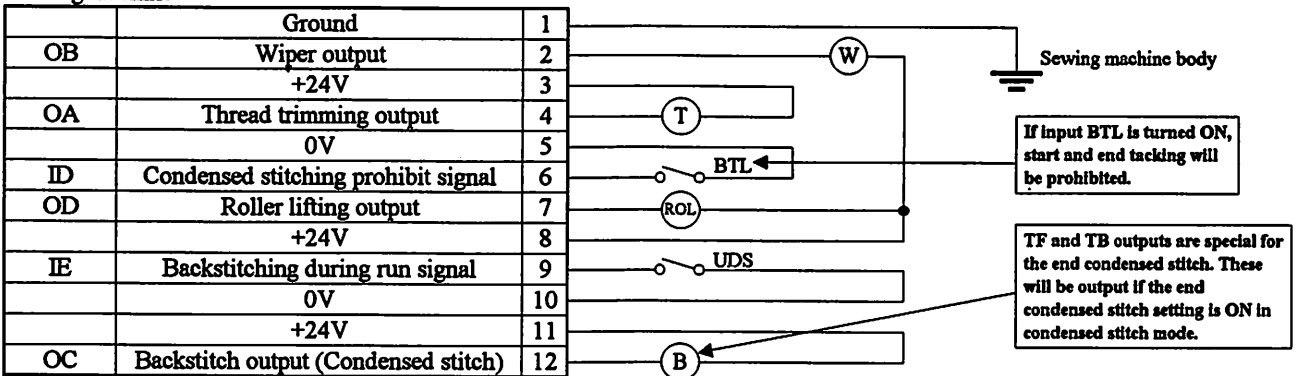 Ground 1
OB Wiper output 2
+24V 3
OA Thread trimming output 4
0V 5
ID Condensed stitching prohibit signal 6
OD Roller lifting output 7
+24V 8
IE Backstitching during run signal 9
0V 10
+24V 11
OC Backstitch output (Condensed stitch) 12
W
T
BTL
ROL
UDS
B
Sewing machine body
If input BTL is turned ON,
start and end tacking will
be prohibited.
TF and TB outputs are special for
the end condensed stitch. These
will be output if the end
condensed stitch setting is ON in
condensed stitch mode.